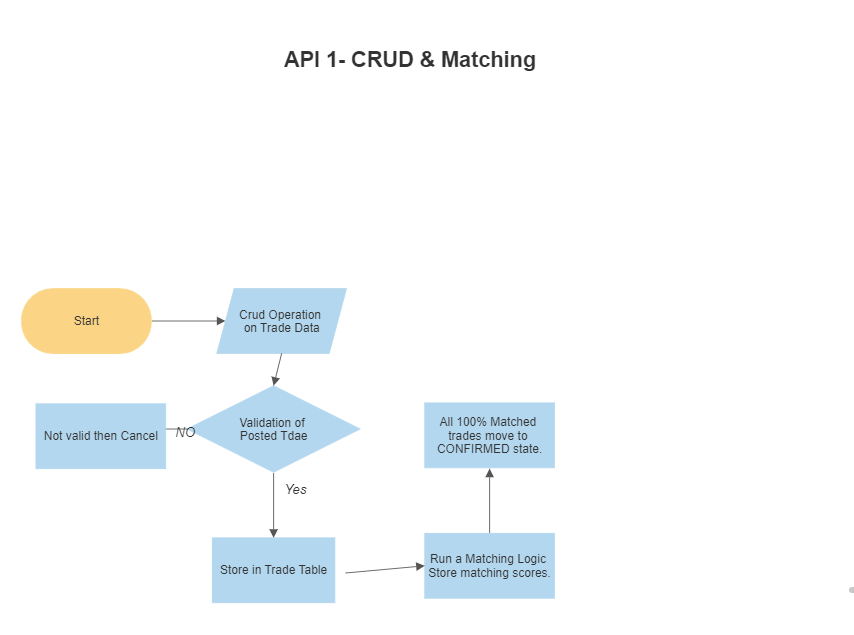 API 1- CRUD & Matching
Start
Crud Operation
on Trade Data
Validation of
Posted Tdae
NO
Not valid then Cancel
Yes
Store in Trade Table
Run a Matching Logic
Store matching scores.
All 100% Matched
trades move to
CONFIRMED state.